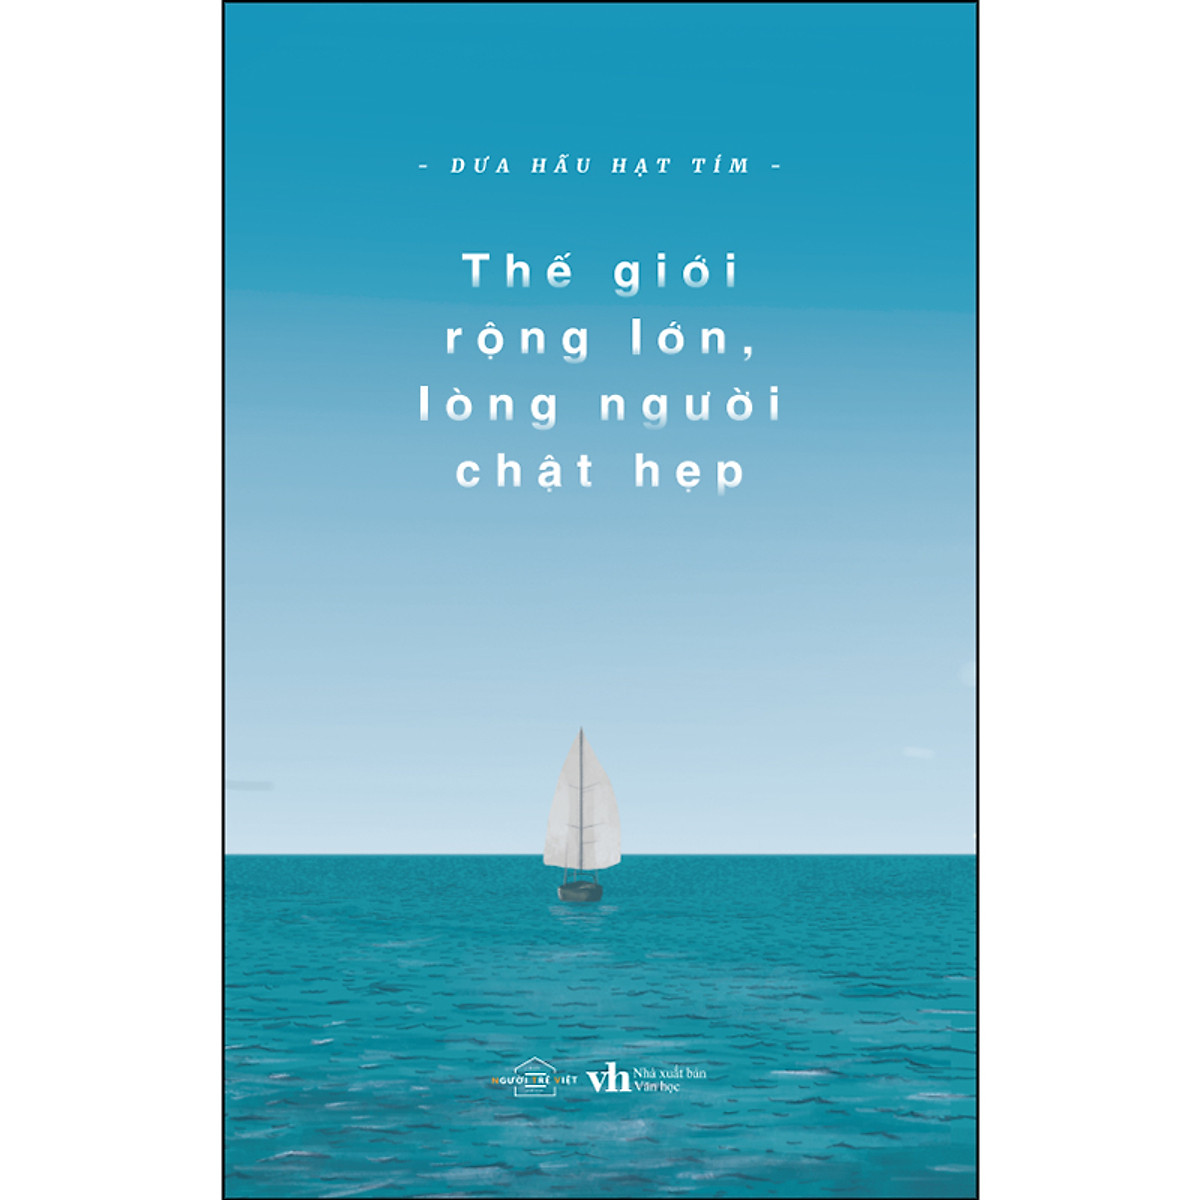 - DƯA HẤU HẠT TÍM -
Thế giới
rộng lớn,
lòng người
chật hẹp
NGƯỜI TRẺ VIỆT
vh Nhà xuất bản
Văn học